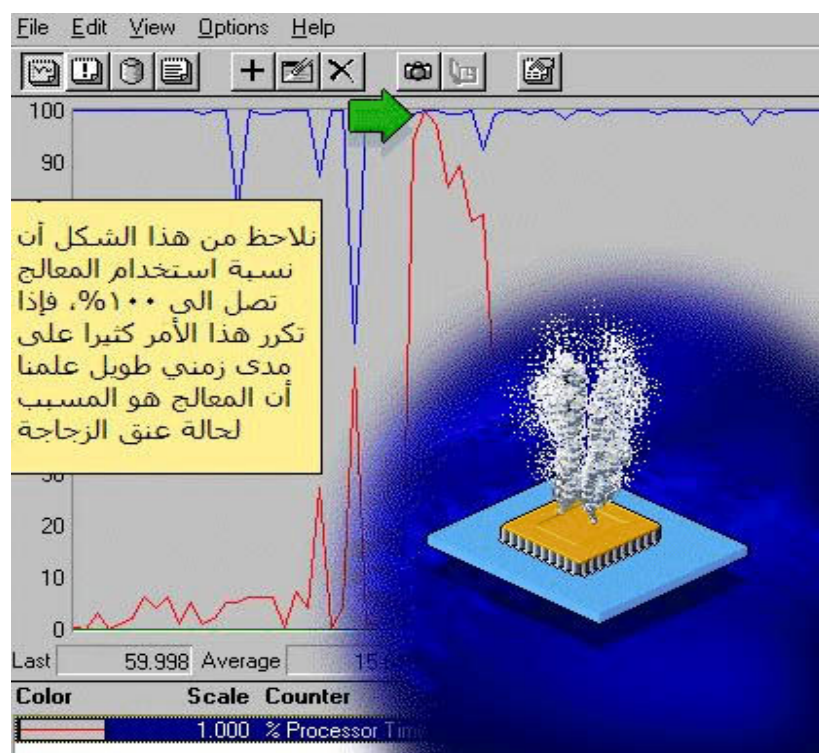 File Edit View Options Help
100
90
نلاحظ من هذا الشكل أن
نسبة استخدام المعالج
تصل الى ١٠٠%، فإذا
تكرر هذا الأمر كثيرا على
مدى زمني طويل علمنا
أن المعالج هو المسبب
لحالة عنق الزجاجة
20
10
0
Last 59.998 Average
Color Scale Counter
1.000 % Processor